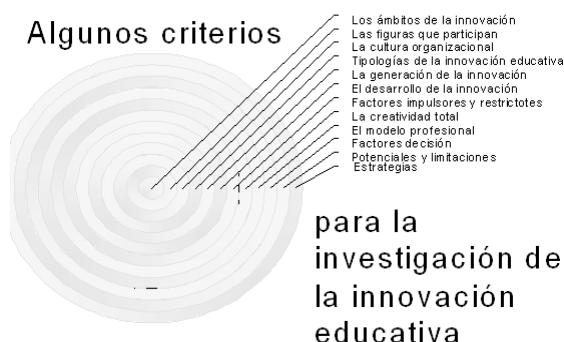 Algunos criterios
Los ámbitos de la innovación
Las figuras que participan
La cultura organizacional
Tipologías de la innovación educativa
La generación de la innovación
El desarrollo de la innovación
Factores impulsores y restrictotes
La creatividad total
El modelo profesional
Factores decisión
Potenciales y limitaciones
Estrategias
para la
investigación de
la innovación
educativa